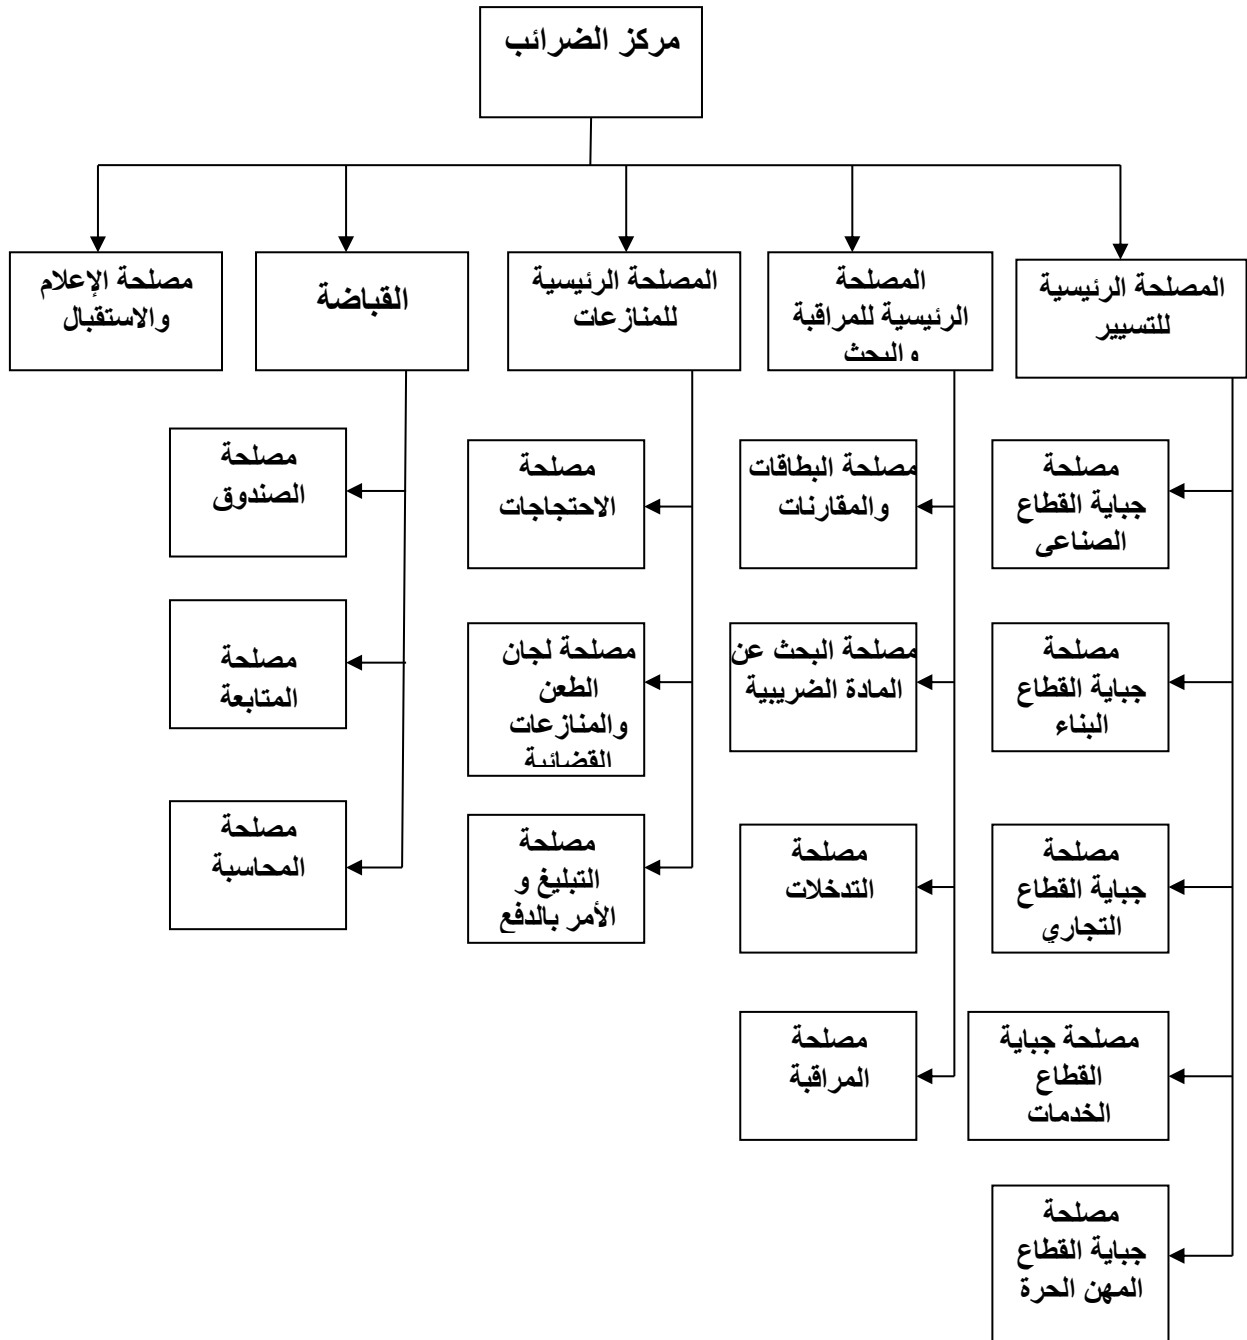 مركز الضرائب
المصلحة الرئيسية
للتسيير
المصلحة
الرئيسية للمراقبة
والبحث
المصلحة الرئيسية
للمنازعات
القباضة
مصلحة الإعلام
والاستقبال
مصلحة
جباية القطاع
الصناعي
مصلحة
جباية القطاع
البناء
مصلحة
جباية القطاع
التجاري
مصلحة جباية
القطاع
الخدمات
مصلحة
جباية القطاع
المهن الحرة
مصلحة البطاقات
والمقارنات
مصلحة البحث عن
المادة الضريبية
مصلحة
التدخلات
مصلحة
المراقبة
مصلحة
الاحتجاجات
مصلحة لجان
الطعن
والمنازعات
القضائية
مصلحة
التبليغ و
الأمر بالدفع
مصلحة
الصندوق
مصلحة
المتابعة
مصلحة
المحاسبة